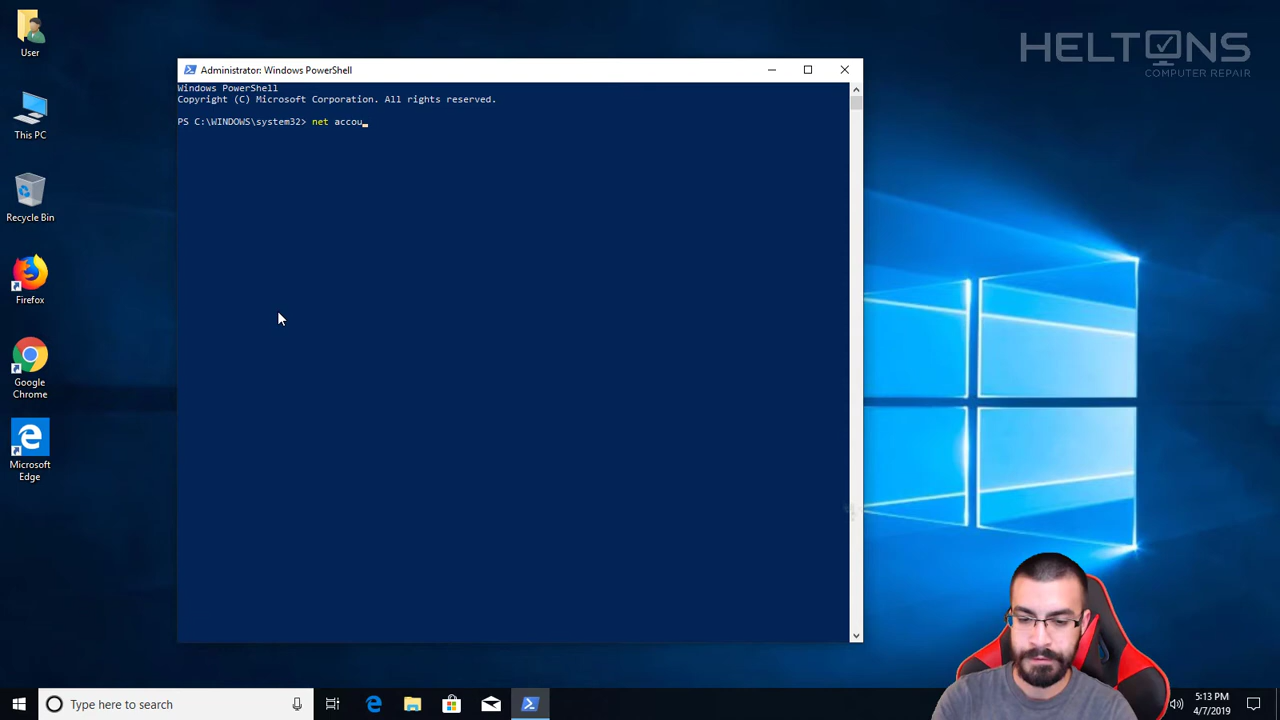 User
This PC
Recycle Bin
Firefox
Google
Chrome
Microsoft
Edge
HELTONS
COMPUTER REPAIR
Administrator: Windows PowerShell
Windows PowerShell
Copyright (C) Microsoft Corporation. All rights reserved.
PS C:\WINDOWS\system32> net accou_
Type here to search
5:13 PM
4/7/2019